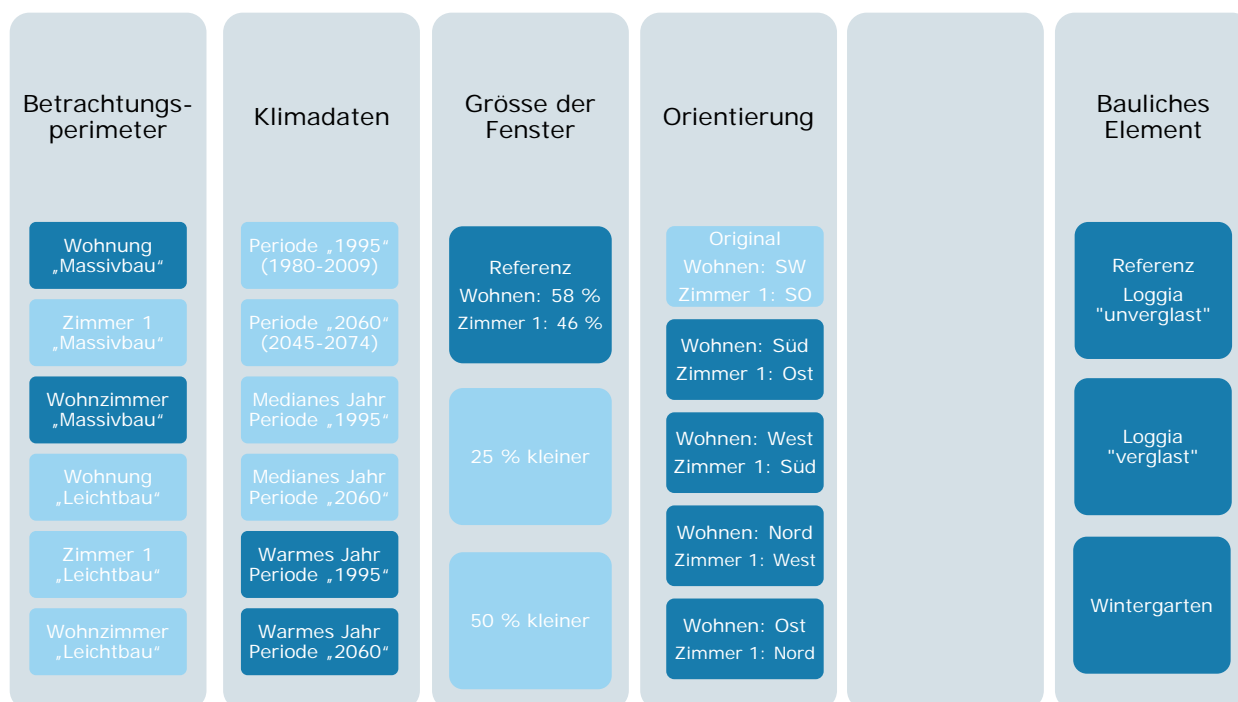 Betrachtungs-
perimeter
Wohnung
„Massivbau“
Zimmer 1
„Massivbau“
Wohnzimmer
„Massivbau“
Wohnung
„Leichtbau“
Zimmer 1
„Leichtbau“
Wohnzimmer
„Leichtbau“
Klimadaten
Periode „1995“
(1980-2009)
Periode „2060“
(2045-2074)
Medianes Jahr
Periode „1995“
Medianes Jahr
Periode „2060“
Warmes Jahr
Periode „1995“
Warmes Jahr
Periode „2060“
Grösse der
Fenster
Referenz
Wohnen: 58 %
Zimmer 1: 46 %
25 % kleiner
50 % kleiner
Orientierung
Original
Wohnen: SW
Zimmer 1: SO
Wohnen: Süd
Zimmer 1: Ost
Wohnen: West
Zimmer 1: Süd
Wohnen: Nord
Zimmer 1: West
Wohnen: Ost
Zimmer 1: Nord
Bauliches
Element
Referenz
Loggia
"unverglast"
Loggia
"verglast"
Wintergarten